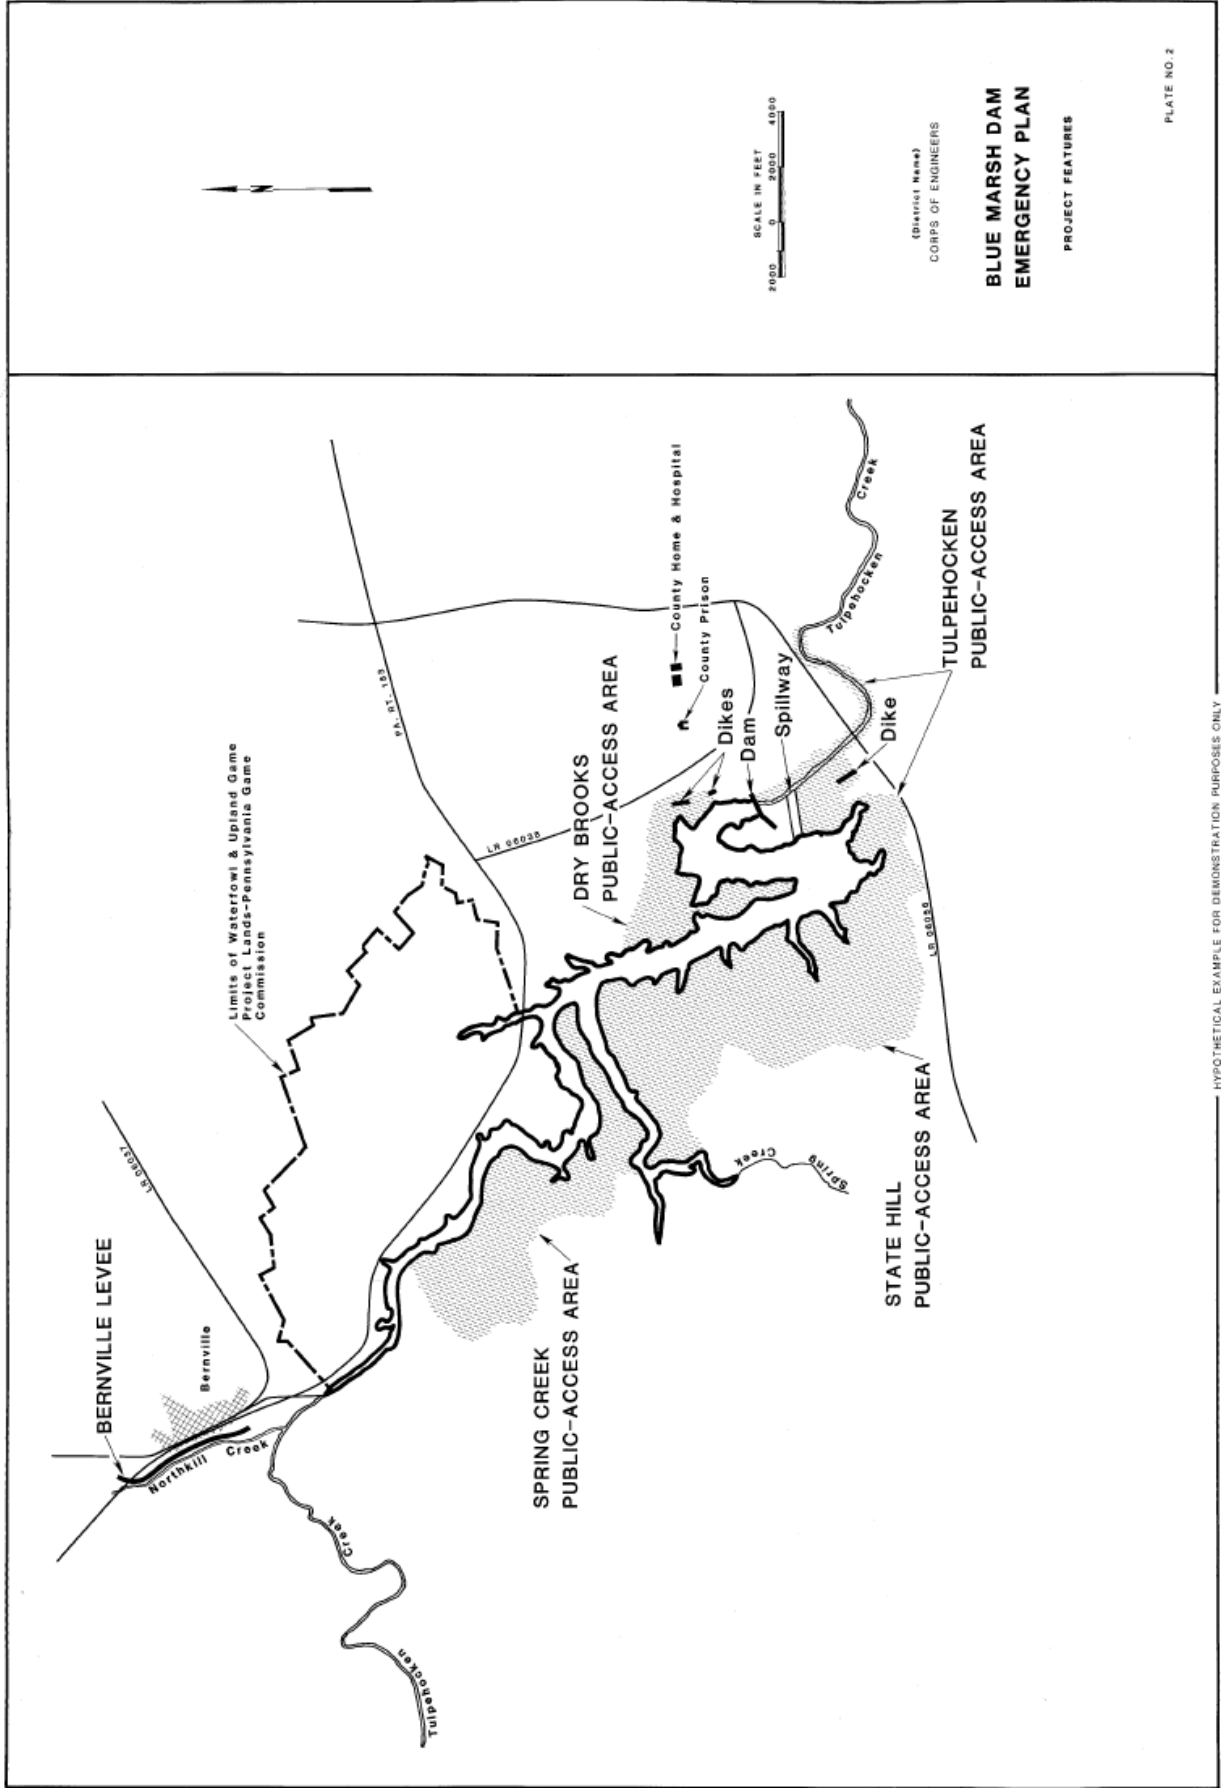 BERNVILLE LEVEE
Bernville
Northkill Creek
LR 06037
Limits of Waterfowl & Upland Game
Project Lands-Pennsylvania Game
Commission
PA. RT. 183
Tulpehocken Creek
SPRING CREEK
PUBLIC-ACCESS AREA
LR 06038
DRY BROOKS
PUBLIC-ACCESS AREA
County Home & Hospital
County Prison
Dikes
Dam
Spillway
Dike
Spring Creek
STATE HILL
PUBLIC-ACCESS AREA
LR 06056
Tulpehocken Creek
TULPEHOCKEN
PUBLIC-ACCESS AREA
N
SCALE IN FEET
2000 0 2000 4000
(District Name)
CORPS OF ENGINEERS
BLUE MARSH DAM
EMERGENCY PLAN
PROJECT FEATURES
PLATE NO. 2
HYPOTHETICAL EXAMPLE FOR DEMONSTRATION PURPOSES ONLY